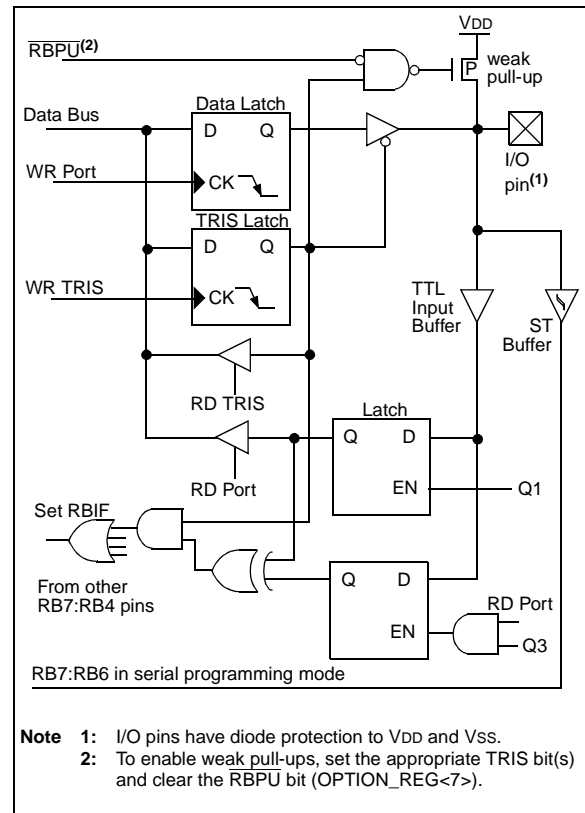 VDD
RBPU(2)
P
weak
pull-up
Data Latch
Data Bus
D
Q
I/O
pin(1)
WR Port
CK
TRIS Latch
D
Q
WR TRIS
CK
TTL
Input
Buffer
ST
Buffer
RD TRIS
Latch
Q
D
RD Port
EN
Q1
Set RBIF
From other
RB7:RB4 pins
Q
D
RD Port
EN
Q3
RB7:RB6 in serial programming mode
Note 1: I/O pins have diode protection to VDD and VSS.
2: To enable weak pull-ups, set the appropriate TRIS bit(s)
and clear the RBPU bit (OPTION_REG<7>).